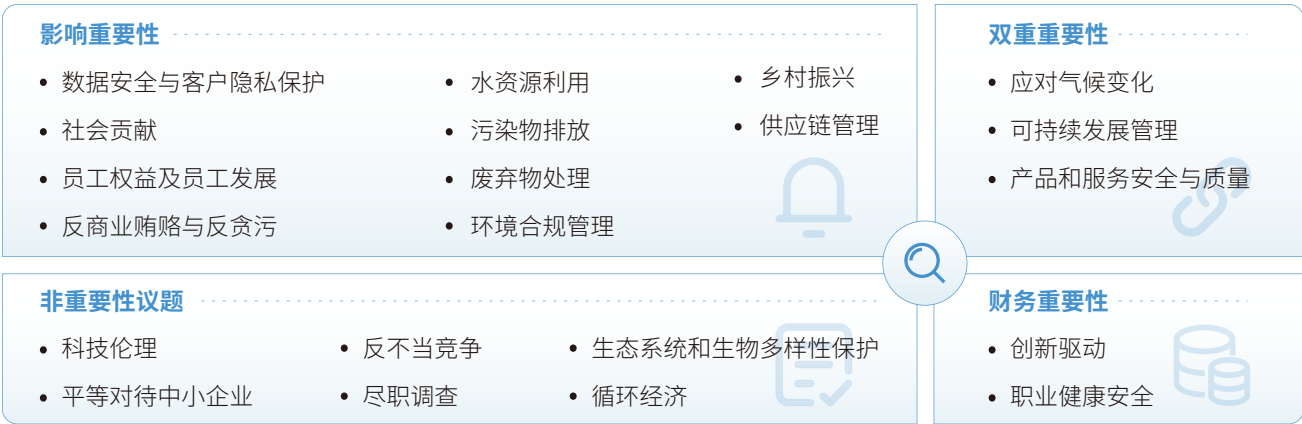 影响重要性
• 数据安全与客户隐私保护
• 社会贡献
• 员工权益及员工发展
• 反商业贿赂与反贪污
• 水资源利用
• 污染物排放
• 废弃物处理
• 环境合规管理
• 乡村振兴
• 供应链管理
双重重要性
• 应对气候变化
• 可持续发展管理
• 产品和服务安全与质量
非重要性议题
• 科技伦理
• 平等对待中小企业
• 反不当竞争
• 尽职调查
• 生态系统和生物多样性保护
• 循环经济
财务重要性
• 创新驱动
• 职业健康安全